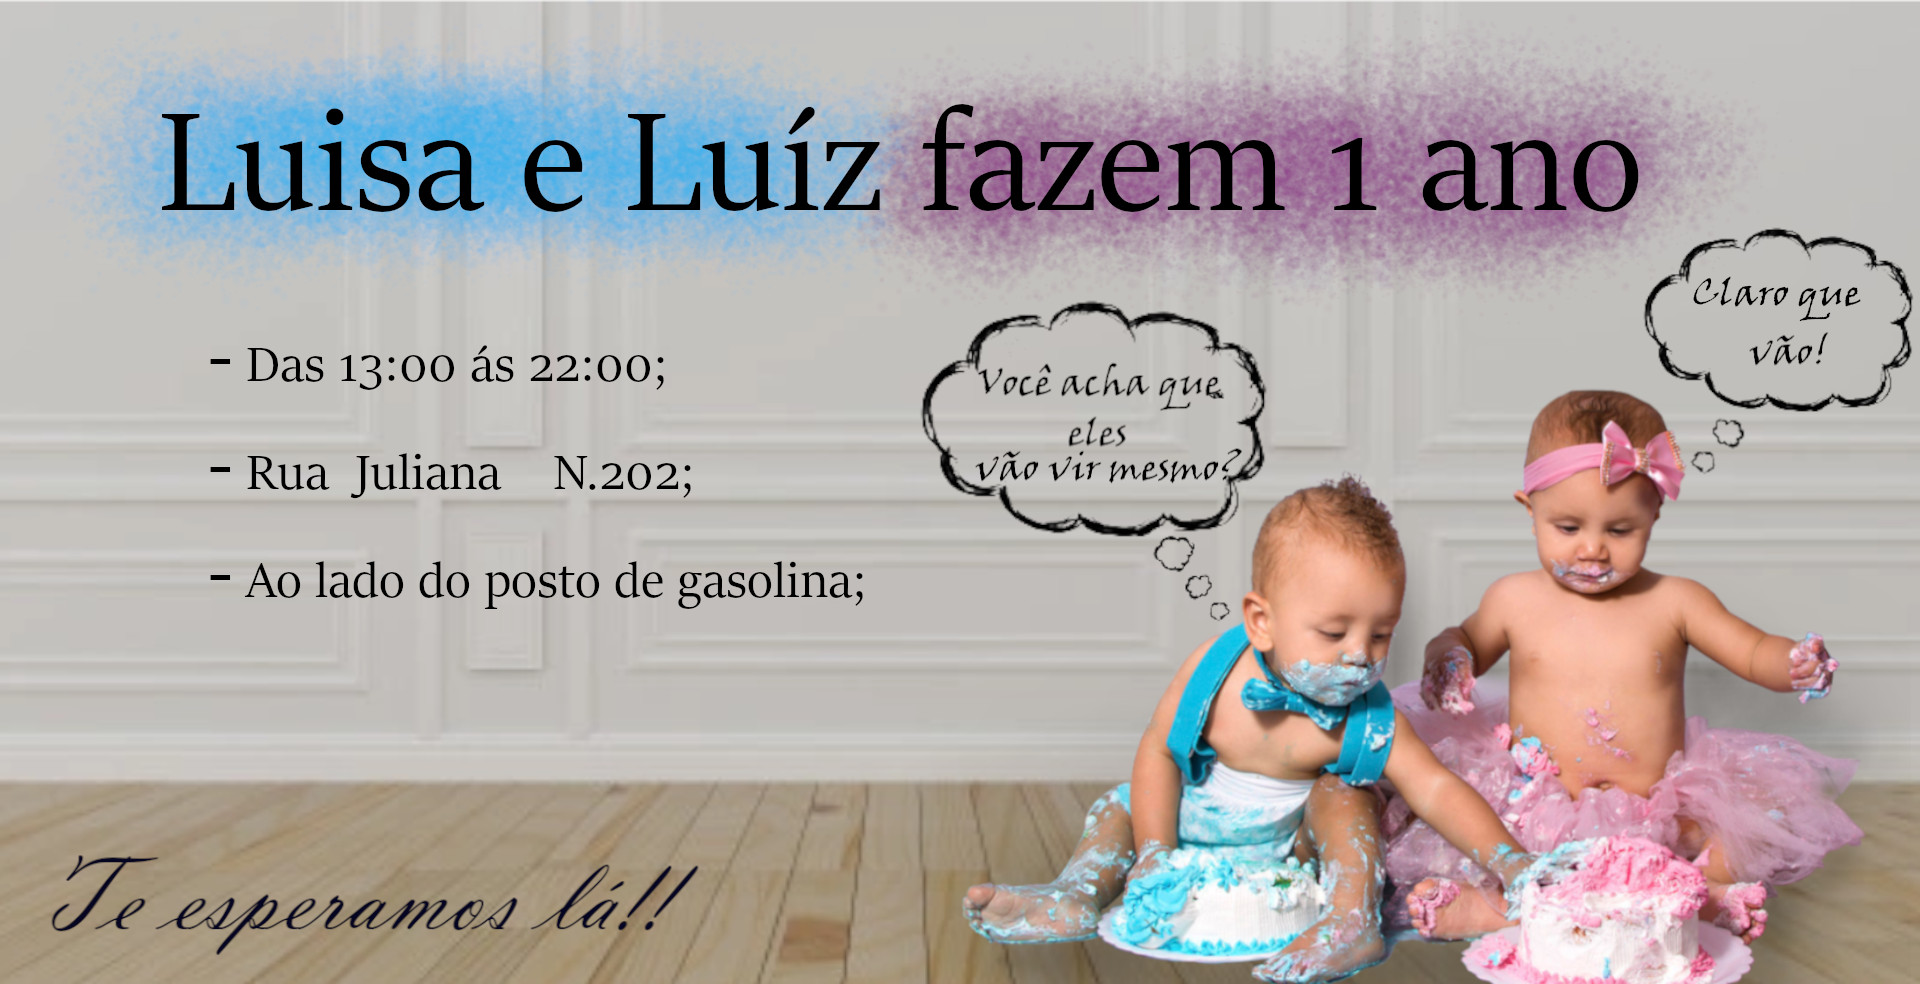 Luisa e Luíz fazem 1 ano
- Das 13:00 ás 22:00;
- Rua Juliana N.202;
- Ao lado do posto de gasolina;
Você acha que
eles
vão vir mesmo?
Claro que
vão!
Te esperamos lá!!